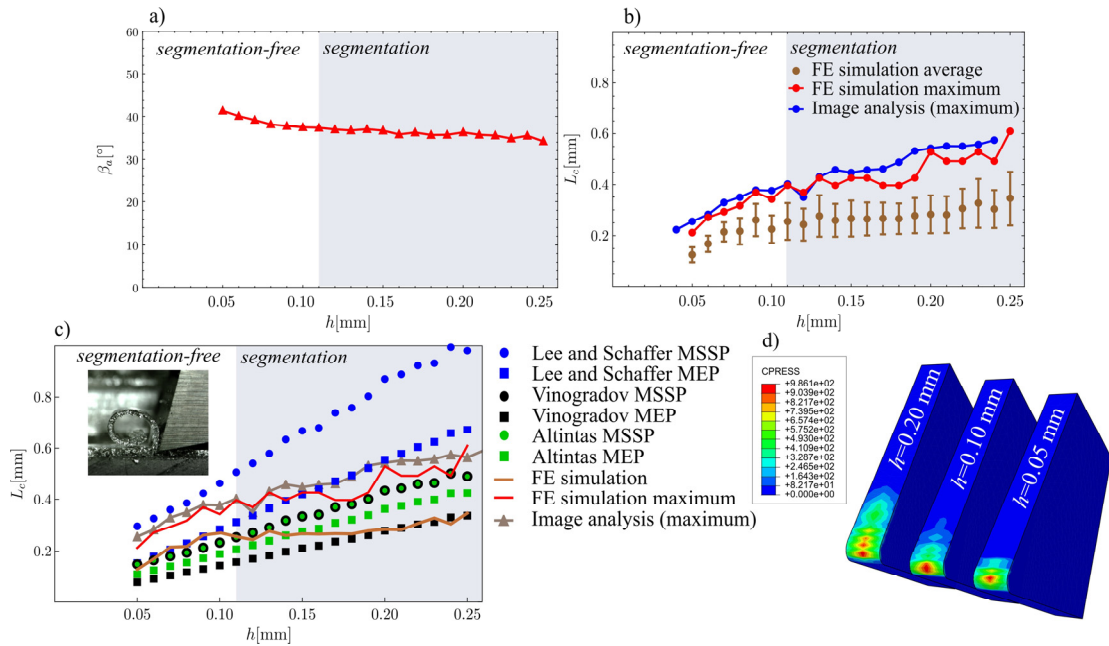 a)
segmentation-free
segmentation
60
50
40
30
20
10
0
βa[°]
0.05
0.10
0.15
0.20
0.25
h[mm]
b)
segmentation-free
segmentation
FE simulation average
FE simulation maximum
Image analysis (maximum)
0.8
0.6
0.4
0.2
Lc[mm]
0.05
0.10
0.15
0.20
0.25
h[mm]
c)
segmentation-free
segmentation
1.0
0.8
0.6
0.4
0.2
Lc[mm]
0.05
0.10
0.15
0.20
0.25
h[mm]
Lee and Schaffer MSSP
Lee and Schaffer MEP
Vinogradov MSSP
Vinogradov MEP
Altintas MSSP
Altintas MEP
FE simulation
FE simulation maximum
Image analysis (maximum)
d)
CPRESS
+9.861e+02
+9.039e+02
+8.217e+02
+7.395e+02
+6.574e+02
+5.752e+02
+4.930e+02
+4.109e+02
+3.287e+02
+2.465e+02
+1.643e+02
+8.217e+01
+0.000e+00
h=0.20 mm
h=0.10 mm
h=0.05 mm